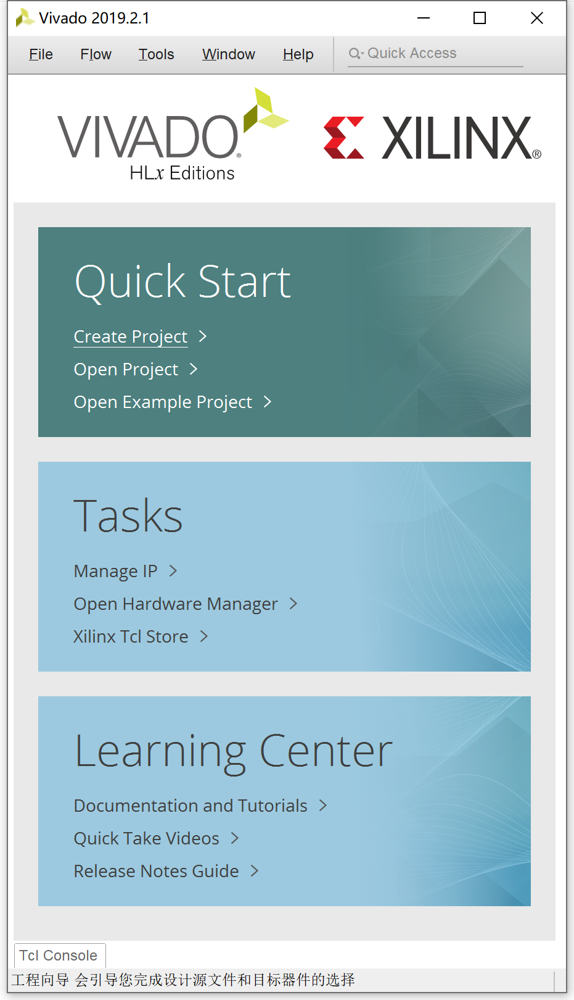 Vivado 2019.2.1
File Flow Tools Window Help Quick Access
VIVADO®
HLx Editions
XILINX®
Quick Start
Create Project >
Open Project >
Open Example Project >
Tasks
Manage IP >
Open Hardware Manager >
Xilinx Tcl Store >
Learning Center
Documentation and Tutorials >
Quick Take Videos >
Release Notes Guide >
Tcl Console
工程向导 会引导您完成设计源文件和目标器件的选择